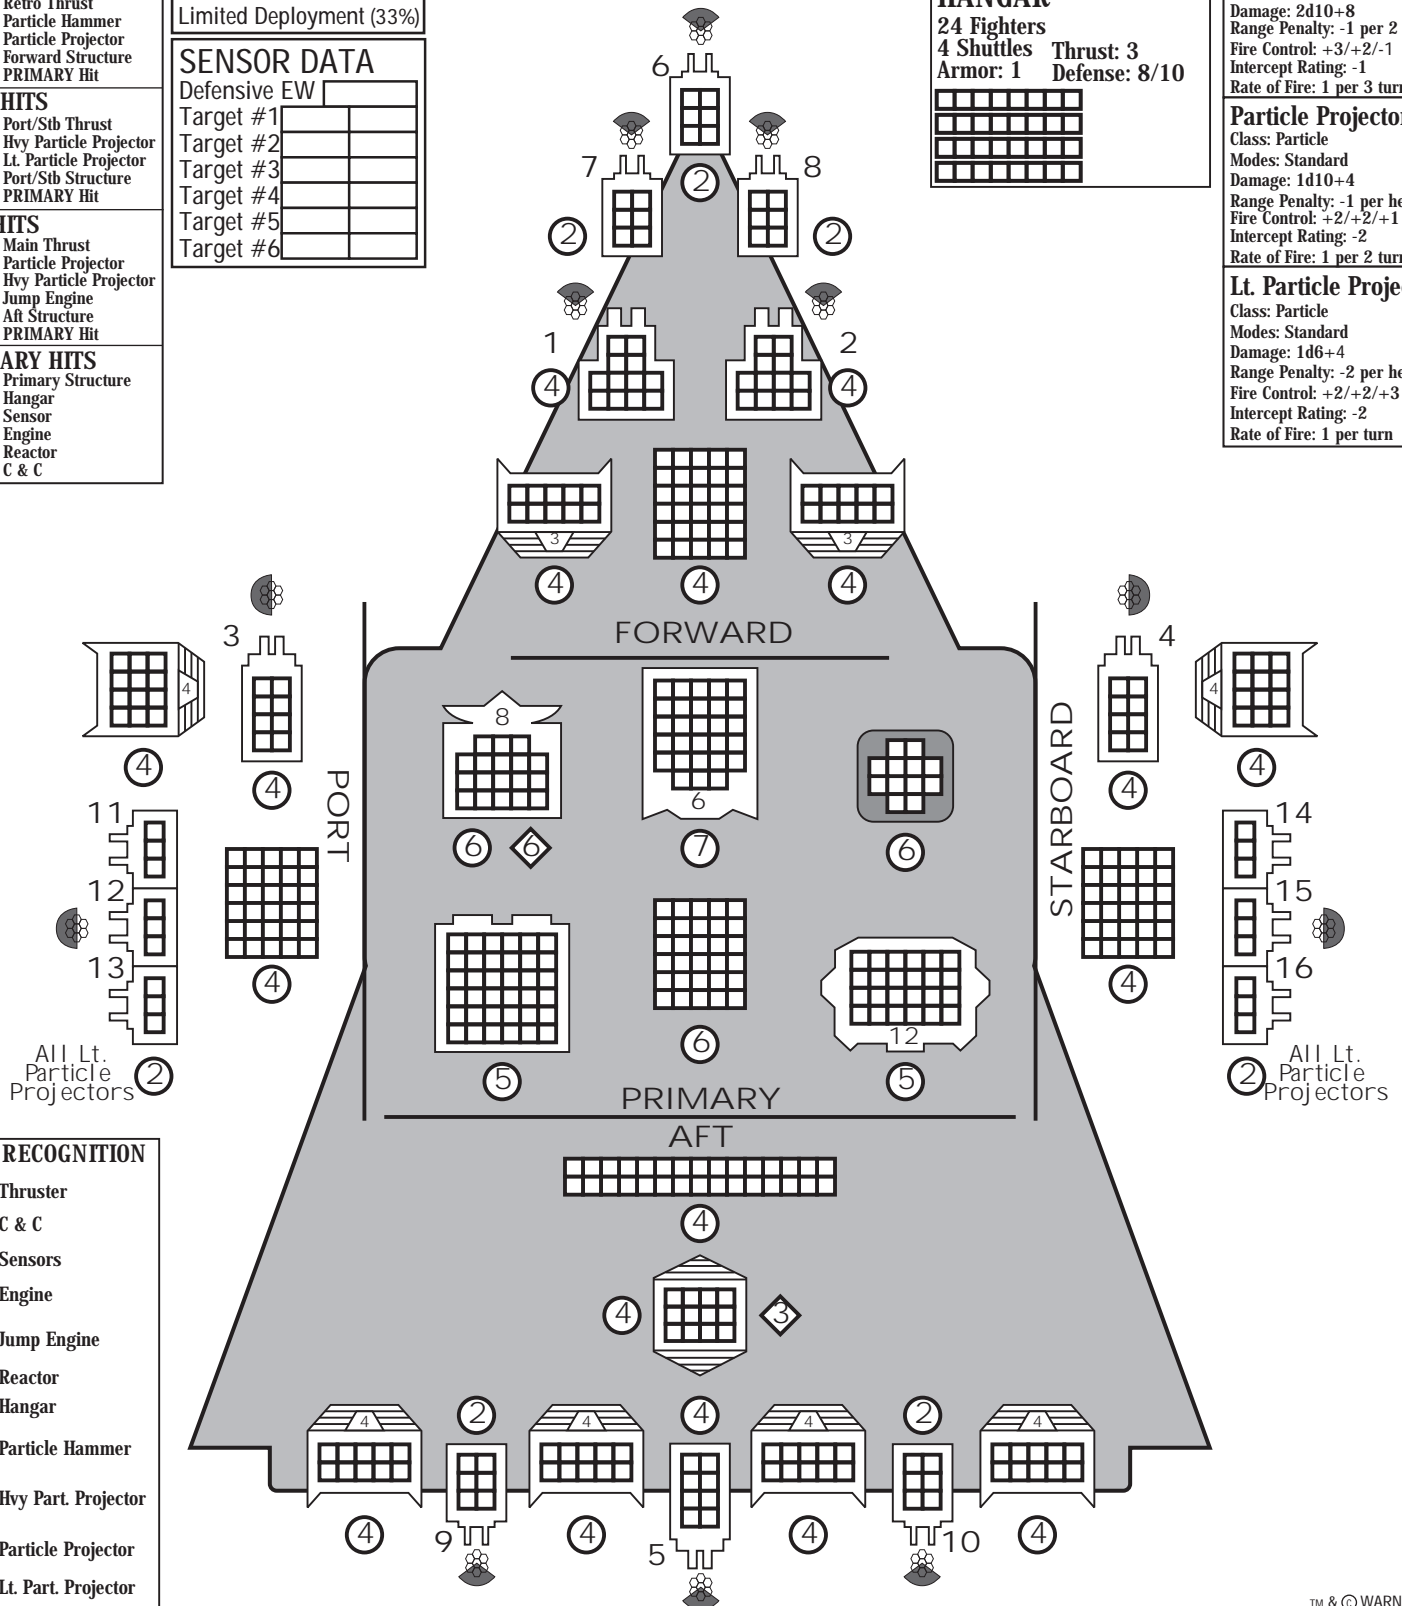 Retro Thrust
Particle Hammer
Particle Projector
Forward Structure
PRIMARY Hit
HITS
Port/Stb Thrust
Hvy Particle Projector
Lt. Particle Projector
Port/Stb Structure
PRIMARY Hit
HITS
Main Thrust
Particle Projector
Hvy Particle Projector
Jump Engine
Aft Structure
PRIMARY Hit
ARY HITS
Primary Structure
Hangar
Sensor
Engine
Reactor
C & C
Limited Deployment (33%)
SENSOR DATA
Defensive EW
Target #1
Target #2
Target #3
Target #4
Target #5
Target #6
HANGAR
24 Fighters
4 Shuttles Thrust: 3
Armor: 1 Defense: 8/10
Damage: 2d10+8
Range Penalty: -1 per 2
Fire Control: +3/+2/-1
Intercept Rating: -1
Rate of Fire: 1 per 3 turn
Particle Projecto
Class: Particle
Modes: Standard
Damage: 1d10+4
Range Penalty: -1 per he
Fire Control: +2/+2/+1
Intercept Rating: -2
Rate of Fire: 1 per 2 turn
Lt. Particle Proje
Class: Particle
Modes: Standard
Damage: 1d6+4
Range Penalty: -2 per he
Fire Control: +2/+2/+3
Intercept Rating: -2
Rate of Fire: 1 per turn
6
7 2 8
2 2
1 2
4 4
3 3
4 4 4
FORWARD
3 4
4 4
8
4 4 6 4 4
PORT
STARBOARD
6 6 7 6
11 14
12 15
13 16
4 4
12
6
5 5
All Lt.
Particle
Projectors 2
2 All Lt.
Particle
Projectors
PRIMARY
AFT
4
4 3
2 4 2
4 4 4 4
4 4 4 4
9 5 10
RECOGNITION
Thruster
C & C
Sensors
Engine
Jump Engine
Reactor
Hangar
Particle Hammer
Hvy Part. Projector
Particle Projector
Lt. Part. Projector
TM & © WARN